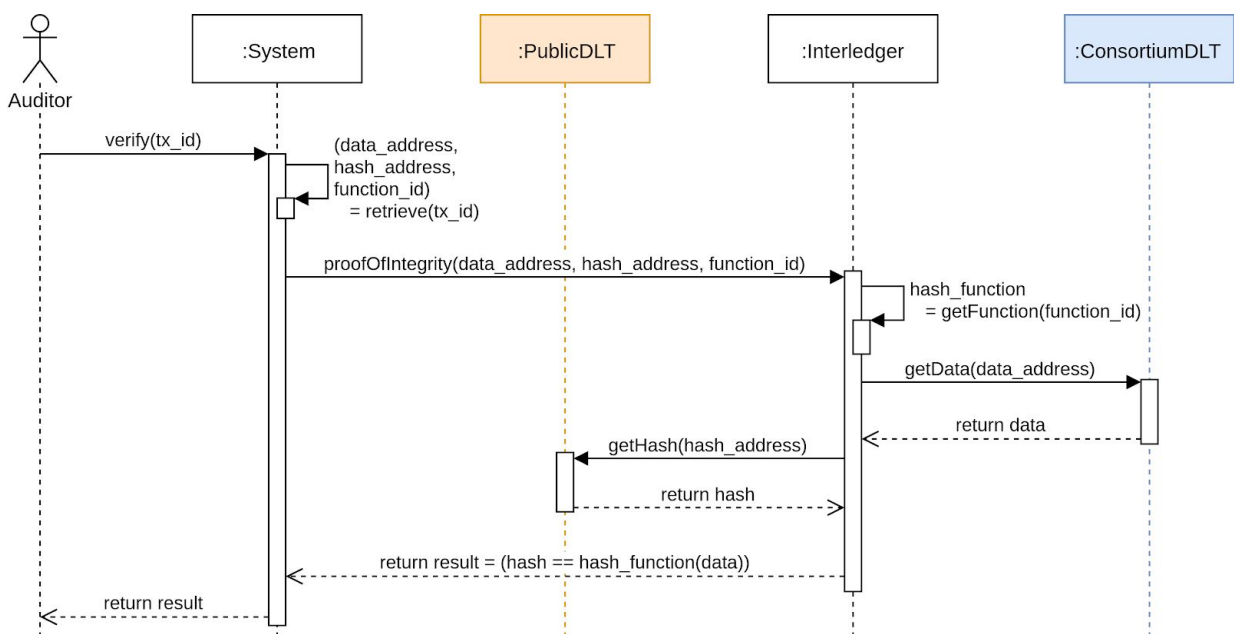 :System
:PublicDLT
:Interledger
:ConsortiumDLT
Auditor
verify(tx_id)
(data_address,
hash_address,
function_id)
= retrieve(tx_id)
proofOfIntegrity(data_address, hash_address, function_id)
hash_function
= getFunction(function_id)
getData(data_address)
return data
getHash(hash_address)
return hash
return result = (hash == hash_function(data))
return result